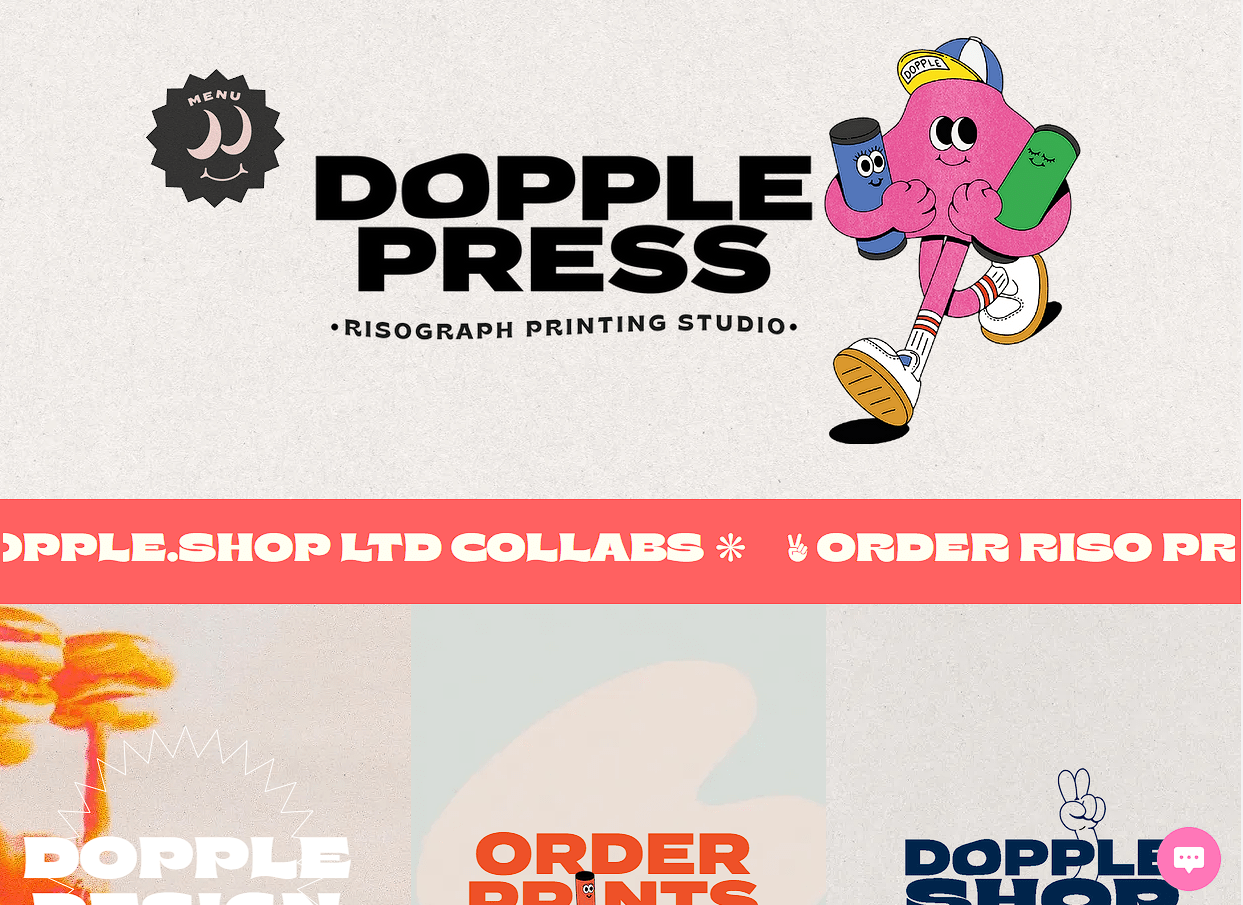 MENU
DOPPLE
DOPPLE
PRESS
•RISOGRAPH PRINTING STUDIO•
OPPLE.SHOP LTD COLLABS ✳ ✌ ORDER RISO PR
DOPPLE
DESIGN
ORDER
PRINTS
DOPPLE
SHOP